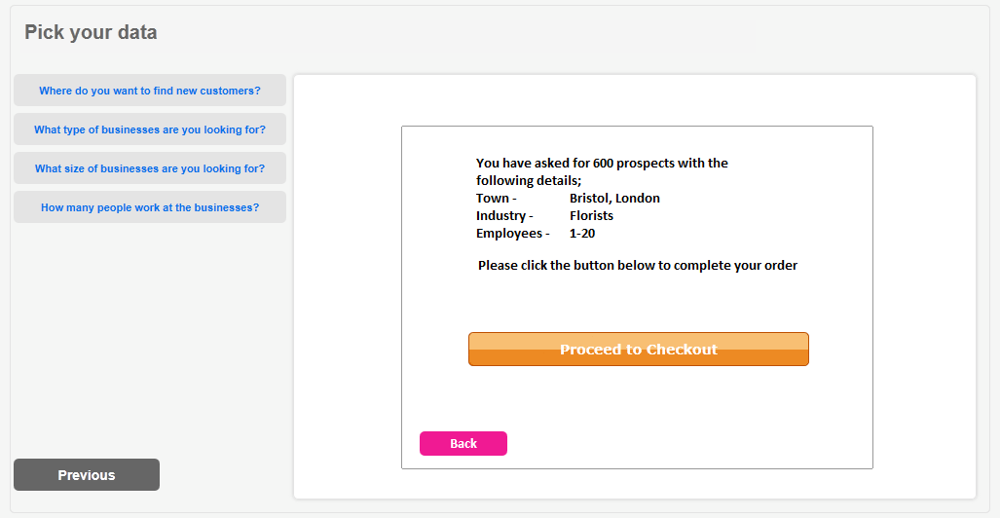 Pick your data
Where do you want to find new customers?
What type of businesses are you looking for?
What size of businesses are you looking for?
How many people work at the businesses?
Previous
You have asked for 600 prospects with the
following details;
Town - Bristol, London
Industry - Florists
Employees - 1-20
Please click the button below to complete your order
Proceed to Checkout
Back